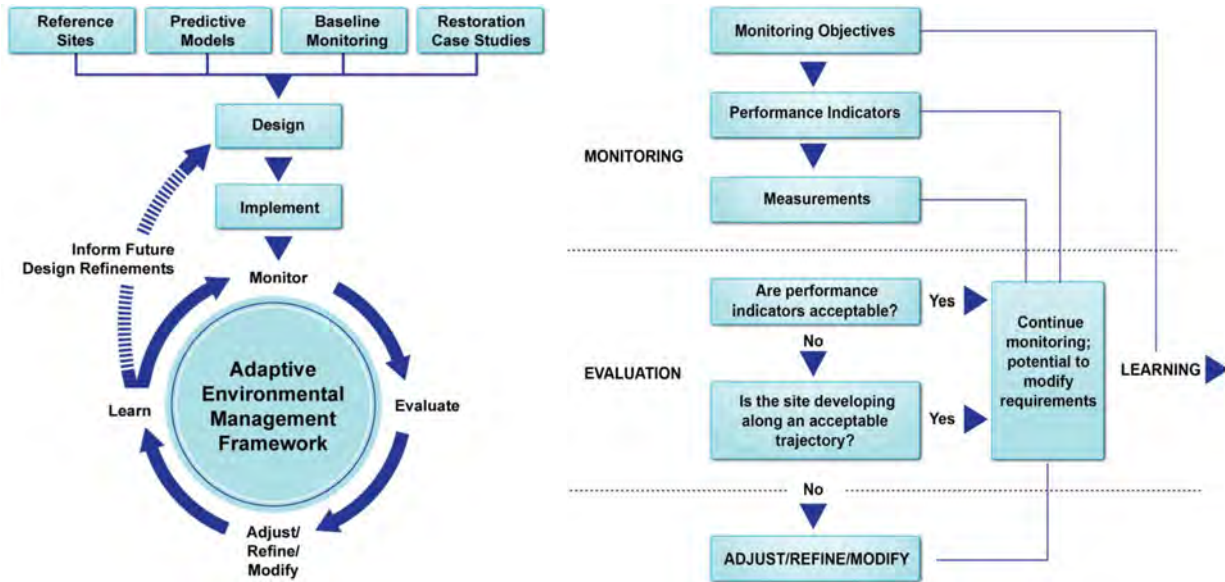 Reference
Sites
Predictive
Models
Baseline
Monitoring
Restoration
Case Studies
Design
Implement
Inform Future
Design Refinements
Monitor
Adaptive
Environmental
Management
Framework
Learn
Evaluate
Adjust/
Refine/
Modify
Monitoring Objectives
Performance Indicators
MONITORING
Measurements
Are performance
indicators acceptable?
Yes
No
Continue
monitoring;
potential to
modify
requirements
EVALUATION
LEARNING
Is the site developing
along an acceptable
trajectory?
Yes
No
ADJUST/REFINE/MODIFY